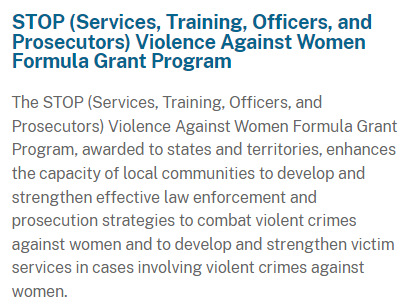 STOP (Services, Training, Officers, and
Prosecutors) Violence Against Women
Formula Grant Program
The STOP (Services, Training, Officers, and
Prosecutors) Violence Against Women Formula Grant
Program, awarded to states and territories, enhances
the capacity of local communities to develop and
strengthen effective law enforcement and
prosecution strategies to combat violent crimes
against women and to develop and strengthen victim
services in cases involving violent crimes against
women.